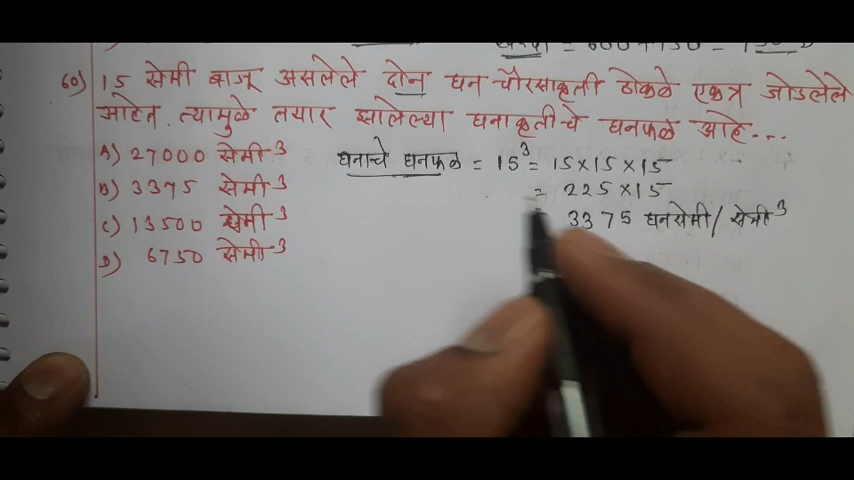 60) 15 सेमी बाजू असलेले दोन घन चौरसाकृती ठोकळे एकत्र जोडलेले
आहेत. त्यामुळे तयार झालेल्या घनाकृतीचे घनफळ आहे...
A) 27000 सेमी³
घनाचे घनफळ = 15³ = 15×15×15
B) 3375 सेमी³
= 225×15
C) 13500 सेमी³
= 3375 घनसेमी/ सेमी³
D) 6750 सेमी³